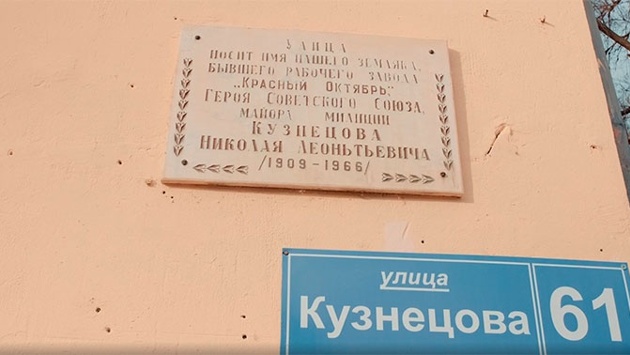 УЛИЦА
НОСИТ ИМЯ НАШЕГО ЗЕМЛЯКА,
БЫВШЕГО РАБОЧЕГО ЗАВОДА
„КРАСНЫЙ ОКТЯБРЬ“,
ГЕРОЯ СОВЕТСКОГО СОЮЗА,
МАЙОРА МИЛИЦИИ
КУЗНЕЦОВА
НИКОЛАЯ ЛЕОНЬТЬЕВИЧА
/1909-1966/
улица
Кузнецова
61